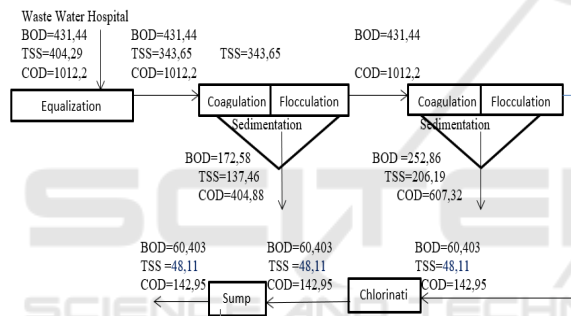 Waste Water Hospital
BOD=431,44
TSS=404,29
COD=1012,2
BOD=431,44
TSS=343,65
COD=1012,2
TSS=343,65
BOD=431,44
COD=1012,2
Equalization
Coagulation Flocculation
Sedimentation
Coagulation Flocculation
Sedimentation
BOD=172,58
TSS=137,46
COD=404,88
BOD =252,86
TSS=206,19
COD=607,32
BOD=60,403
TSS =48,11
COD=142,95
Sump
BOD=60,403
TSS =48,11
COD=142,95
Chlorinati
BOD=60,403
TSS=48,11
COD=142,95